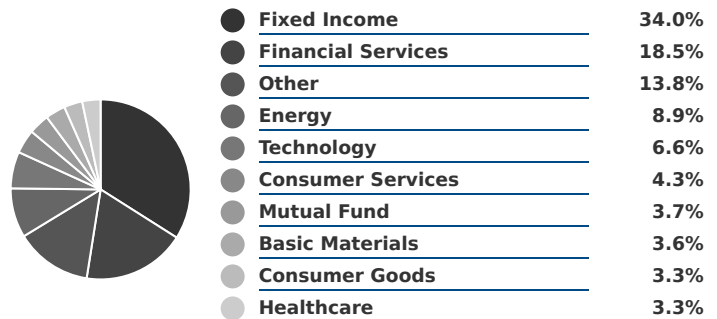 Fixed Income 34.0%
Financial Services 18.5%
Other 13.8%
Energy 8.9%
Technology 6.6%
Consumer Services 4.3%
Mutual Fund 3.7%
Basic Materials 3.6%
Consumer Goods 3.3%
Healthcare 3.3%